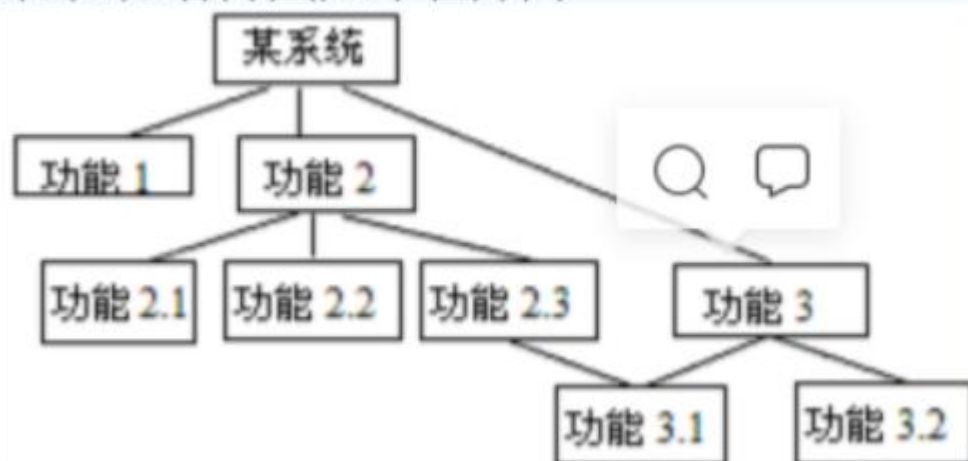 某系统
功能 1
功能 2
功能 2.1
功能 2.2
功能 2.3
功能 3
功能 3.1
功能 3.2